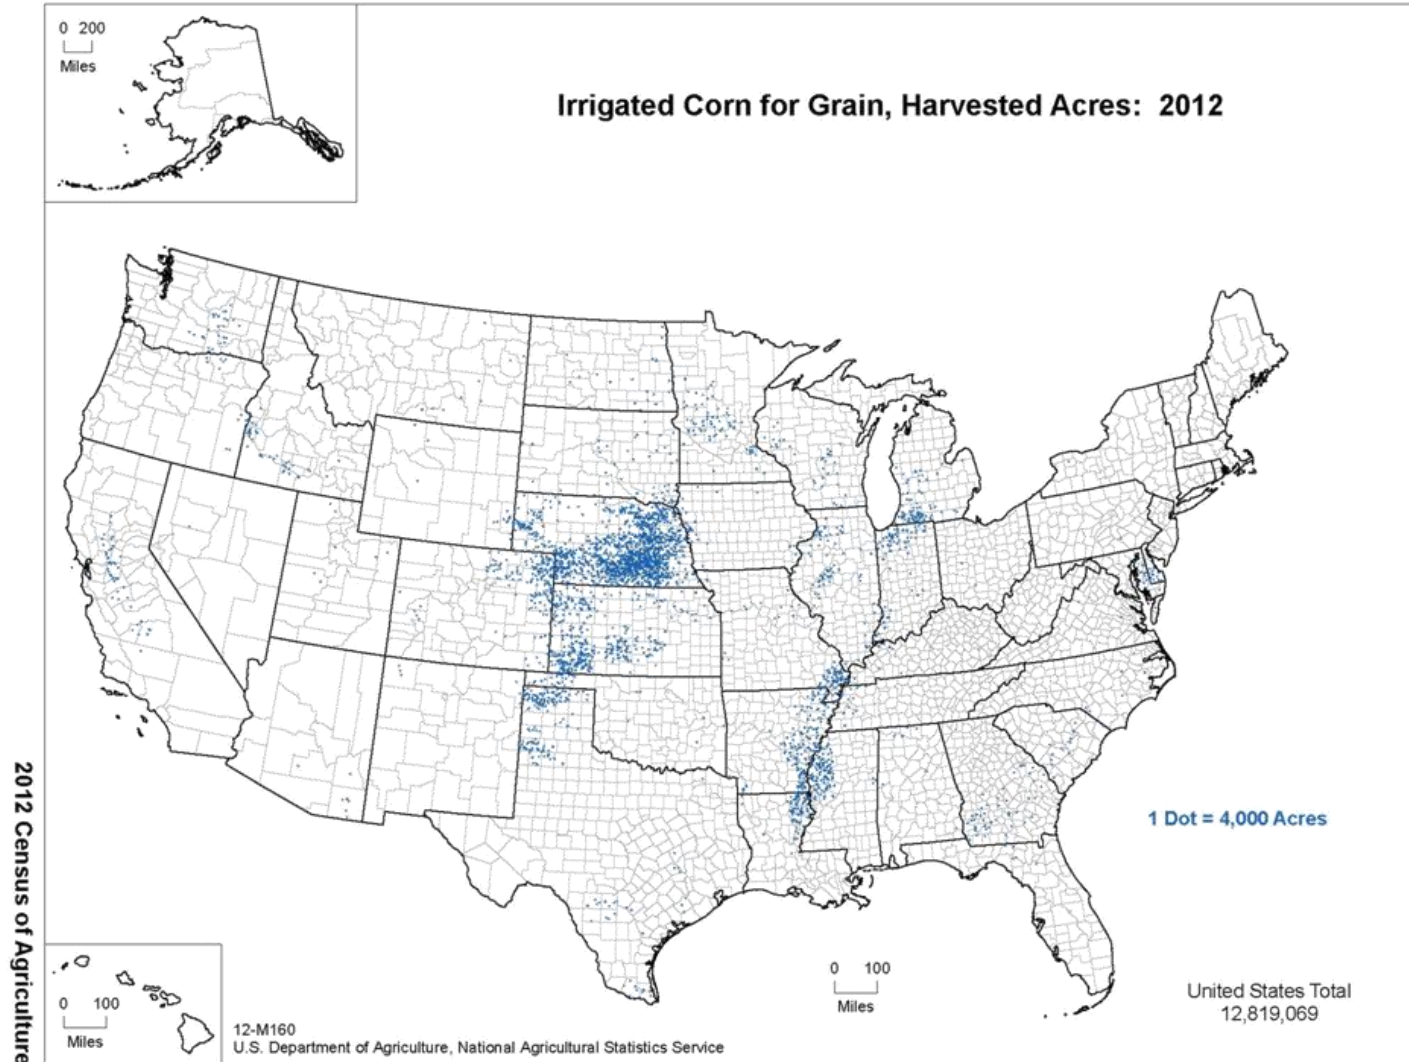 0 200
Miles
Irrigated Corn for Grain, Harvested Acres: 2012
1 Dot = 4,000 Acres
2012 Census of Agriculture
0 100
Miles
0 100
Miles
United States Total
12,819,069
12-M160
U.S. Department of Agriculture, National Agricultural Statistics Service